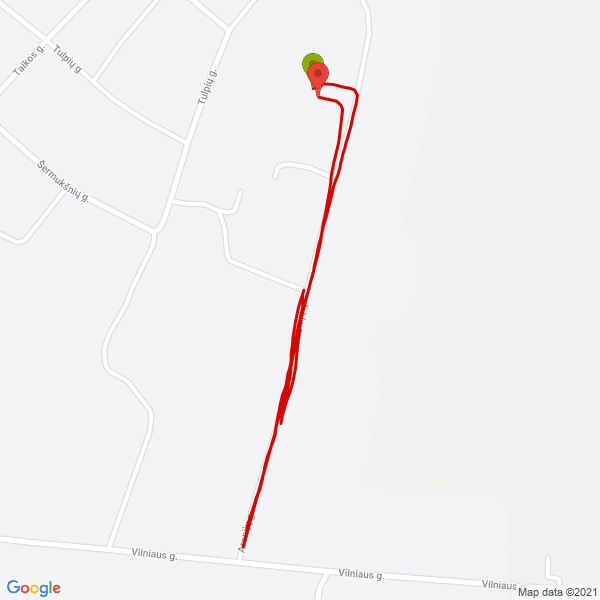 Taikos g.
Tulpių g.
Tulpių g.
Šermukšnių g.
Vilniaus g.
Vilniaus g.
Vilniaus
Google
Map data ©2021